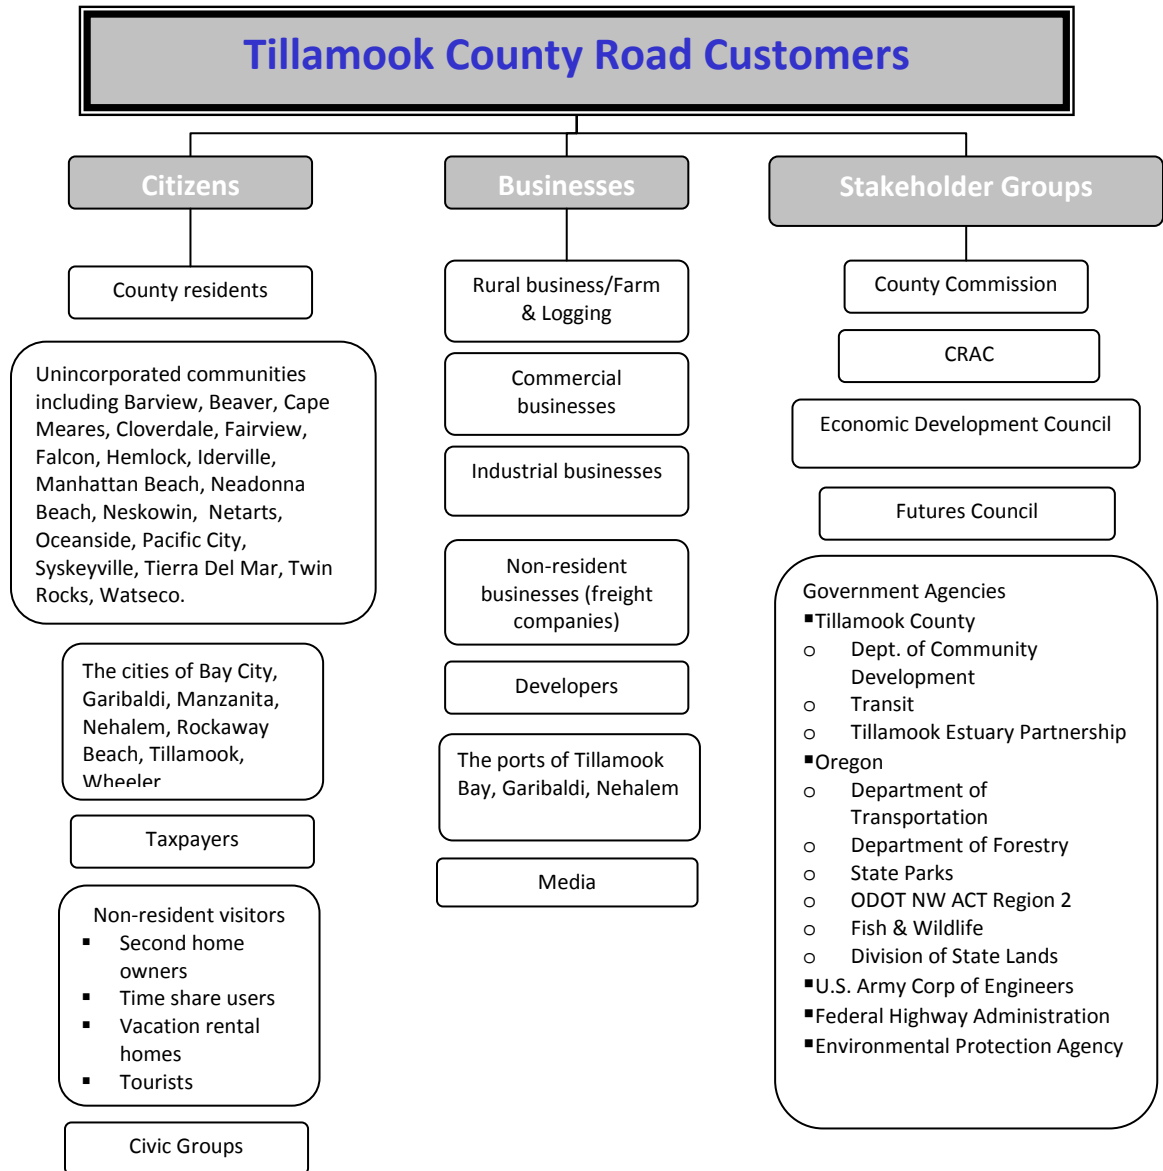 Tillamook County Road Customers
Citizens
County residents
Unincorporated communities
including Barview, Beaver, Cape
Meares, Cloverdale, Fairview,
Falcon, Hemlock, Iderville,
Manhattan Beach, Neadonna
Beach, Neskowin,  Netarts,
Oceanside, Pacific City,
Syskeyville, Tierra Del Mar, Twin
Rocks, Watseco.
The cities of Bay City,
Garibaldi, Manzanita,
Nehalem, Rockaway
Beach, Tillamook,
Wheeler
Taxpayers
Non-resident visitors
▪ Second home
owners
▪ Time share users
▪ Vacation rental
homes
▪ Tourists
Civic Groups
Businesses
Rural business/Farm
& Logging
Commercial
businesses
Industrial businesses
Non-resident
businesses (freight
companies)
Developers
The ports of Tillamook
Bay, Garibaldi, Nehalem
Media
Stakeholder Groups
County Commission
CRAC
Economic Development Council
Futures Council
Government Agencies
▪Tillamook County
o Dept. of Community
Development
o Transit
o Tillamook Estuary Partnership
▪Oregon
o Department of
Transportation
o Department of Forestry
o State Parks
o ODOT NW ACT Region 2
o Fish & Wildlife
o Division of State Lands
▪U.S. Army Corp of Engineers
▪Federal Highway Administration
▪Environmental Protection Agency